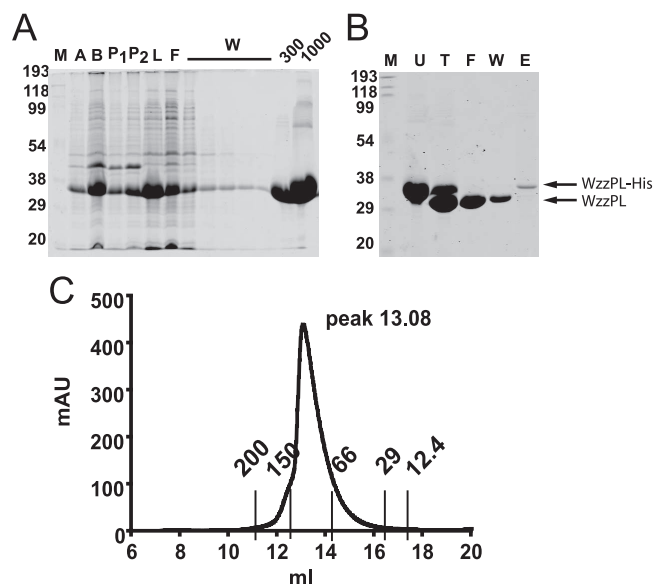 A
M A B P1 P2 L F W 300 1000
193
118
99
54
38
29
20
B
M U T F W E
193
118
99
54
38
29
20
WzzPL-His
WzzPL
C
peak 13.08
500
400
300
200
100
0
mAU
200 150 66 29 12.4
6 8 10 12 14 16 18 20
ml